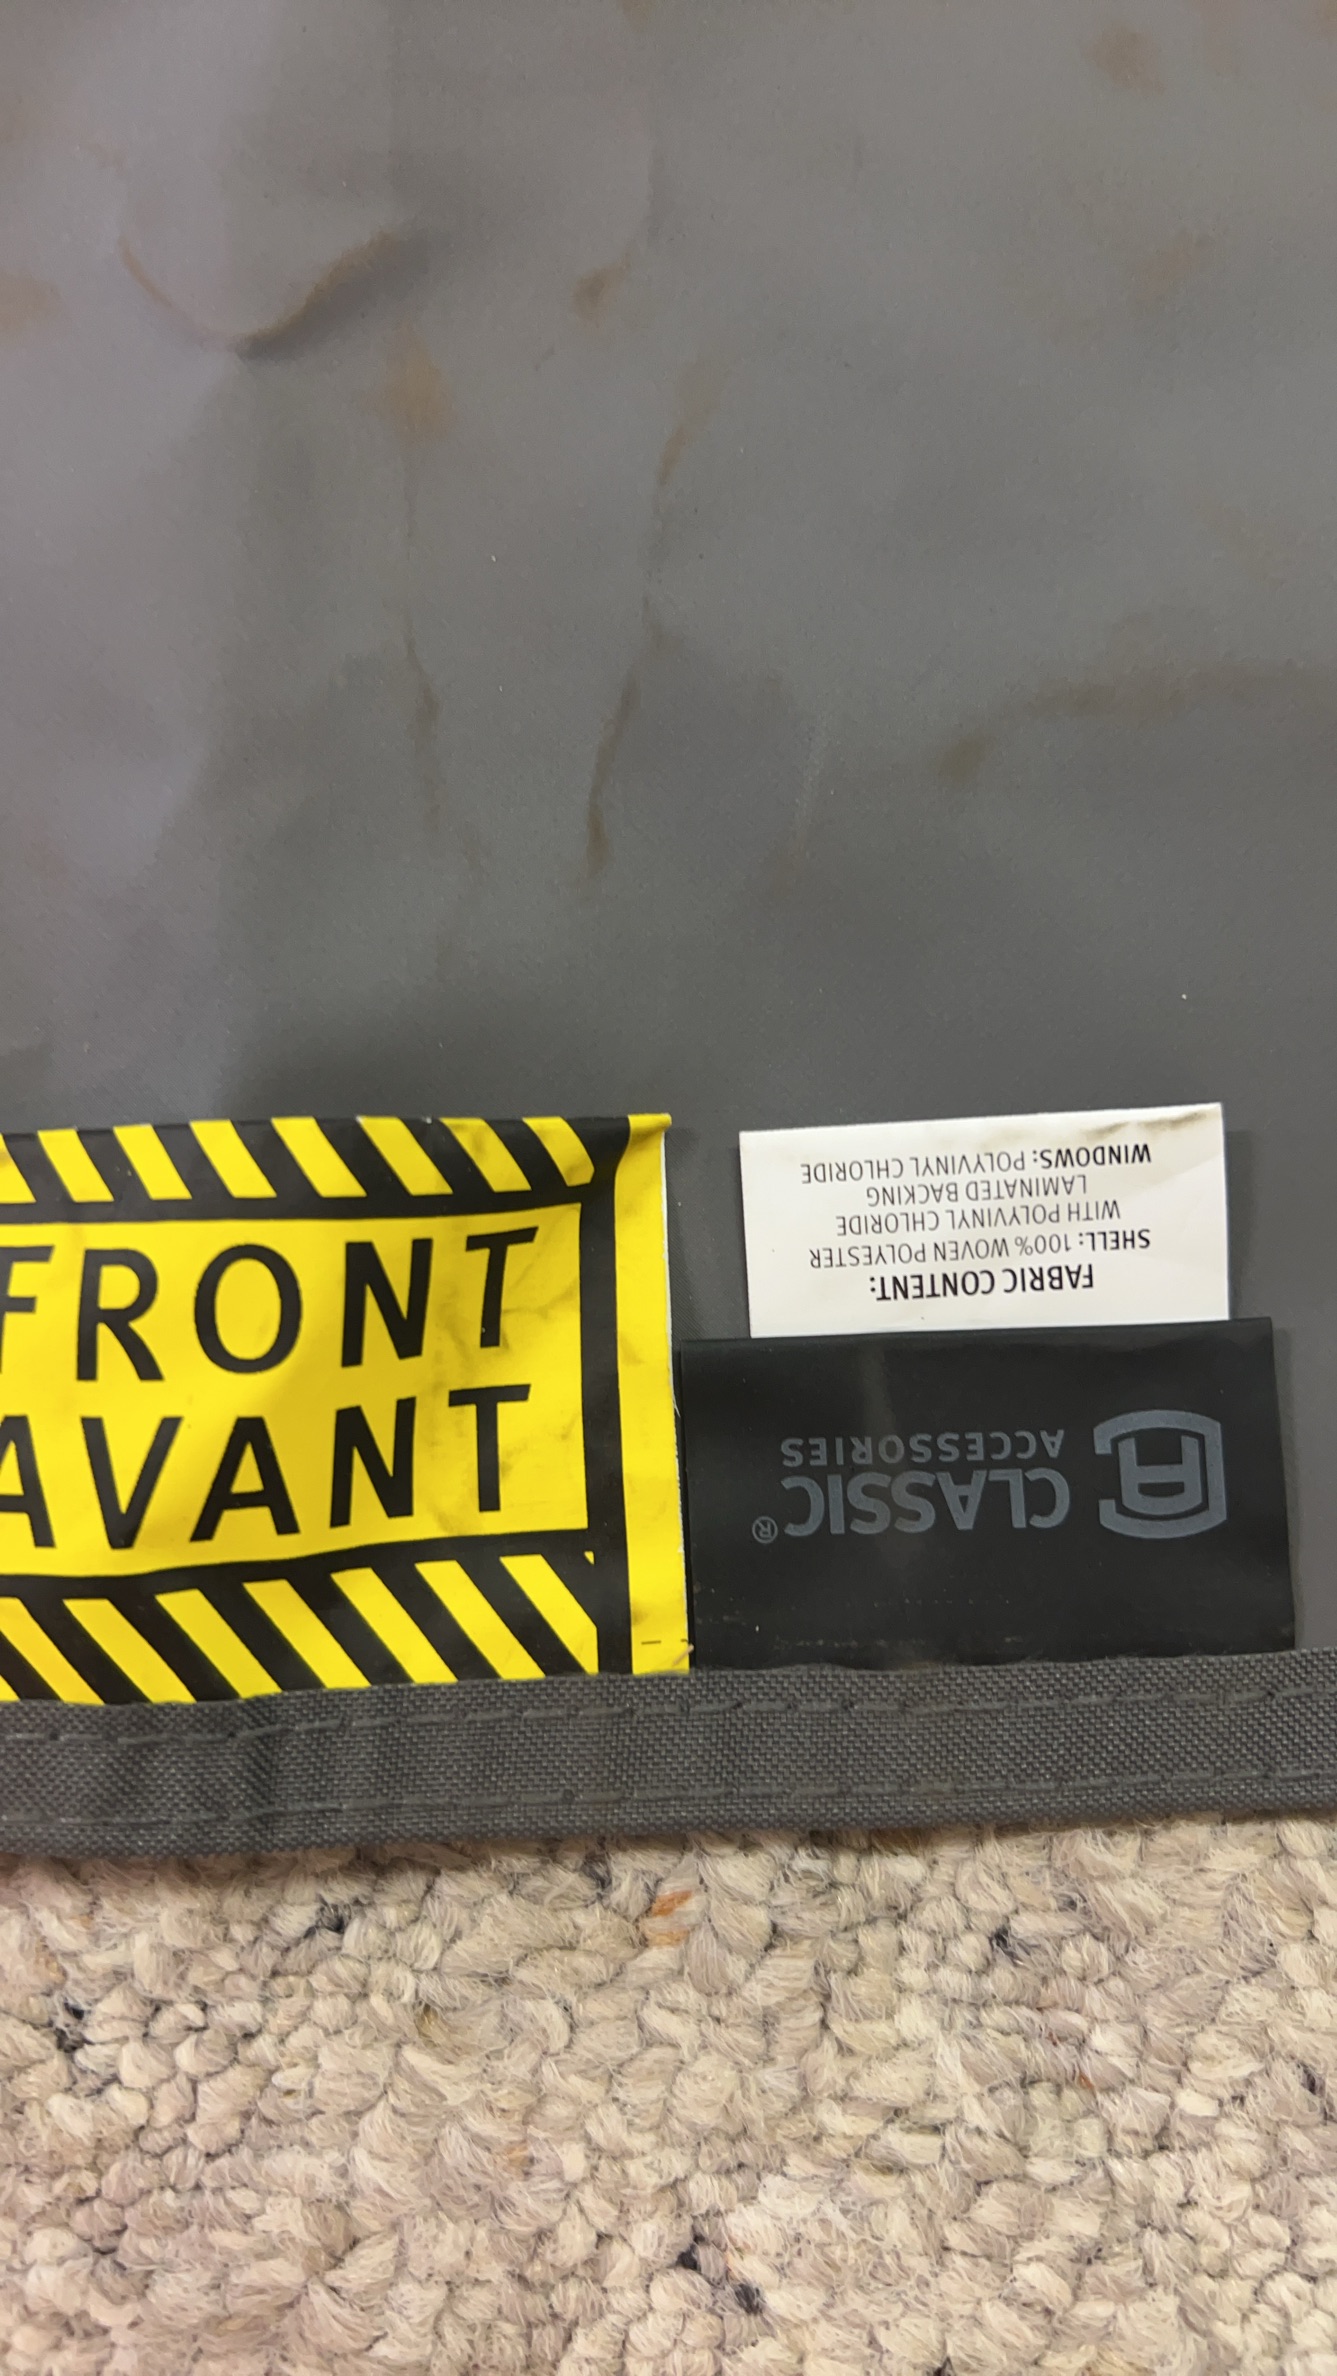 FRONT
AVANT
FABRIC CONTENT:
SHELL: 100% WOVEN POLYESTER
WITH POLYVINYL CHLORIDE
LAMINATED BACKING
WINDOWS: POLYVINYL CHLORIDE
CLASSIC®
ACCESSORIES